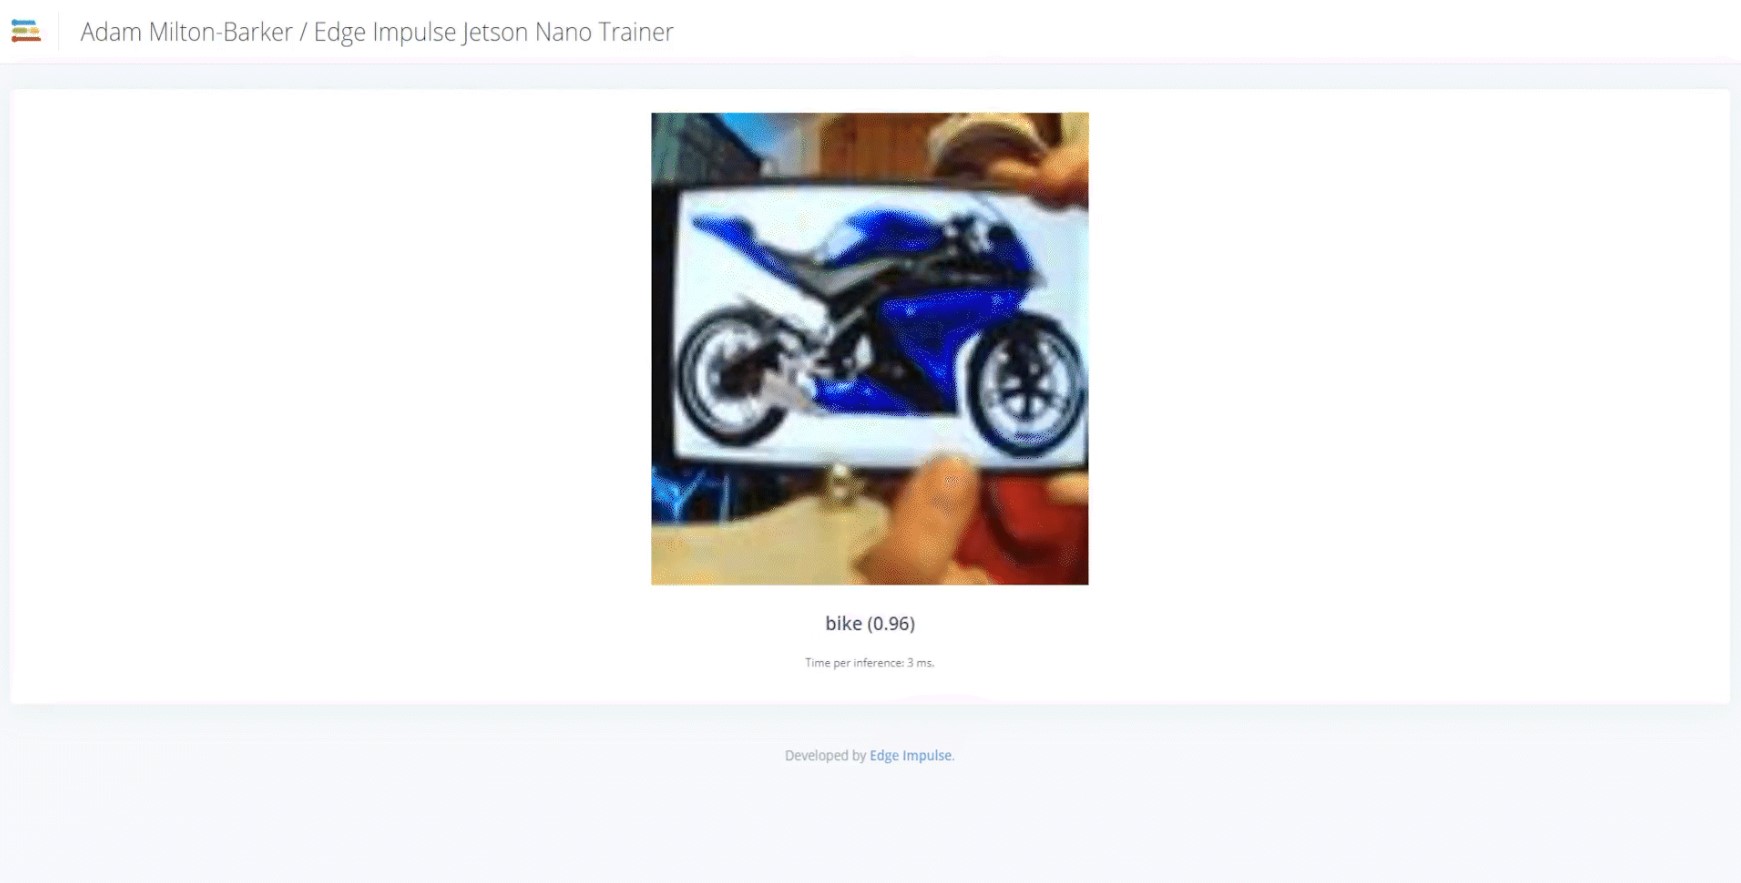 Adam Milton-Barker / Edge Impulse Jetson Nano Trainer
bike (0.96)
Time per inference: 3 ms.
Developed by Edge Impulse.